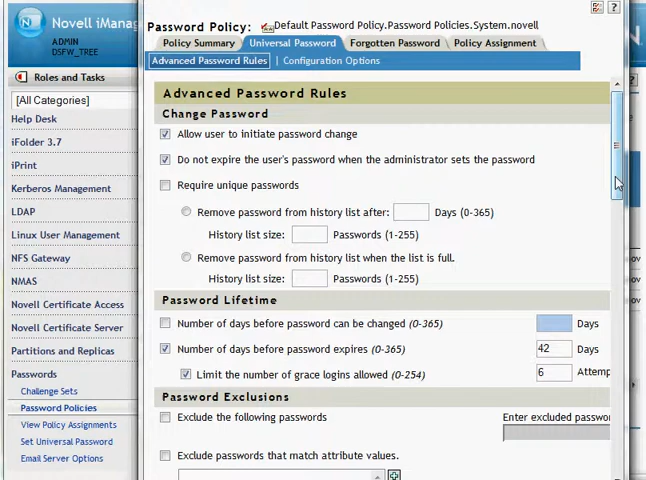 Novell iMana
ADMIN
DSFW_TREE
Roles and Tasks
[All Categories]
Help Desk
iFolder 3.7
iPrint
Kerberos Management
LDAP
Linux User Management
NFS Gateway
NMAS
Novell Certificate Access
Novell Certificate Server
Partitions and Replicas
Passwords
Challenge Sets
Password Policies
View Policy Assignments
Set Universal Password
Email Server Options
Password Policy: Default Password Policy.Password Policies.System.novell
Policy Summary Universal Password Forgotten Password Policy Assignment
Advanced Password Rules | Configuration Options
Advanced Password Rules
Change Password
Allow user to initiate password change
Do not expire the user's password when the administrator sets the password
Require unique passwords
Remove password from history list after: Days (0-365)
History list size: Passwords (1-255)
Remove password from history list when the list is full.
History list size: Passwords (1-255)
Password Lifetime
Number of days before password can be changed (0-365) Days
Number of days before password expires (0-365) 42 Days
Limit the number of grace logins allowed (0-254) 6 Attemp
Password Exclusions
Exclude the following passwords Enter excluded passwor
Exclude passwords that match attribute values.
?
N